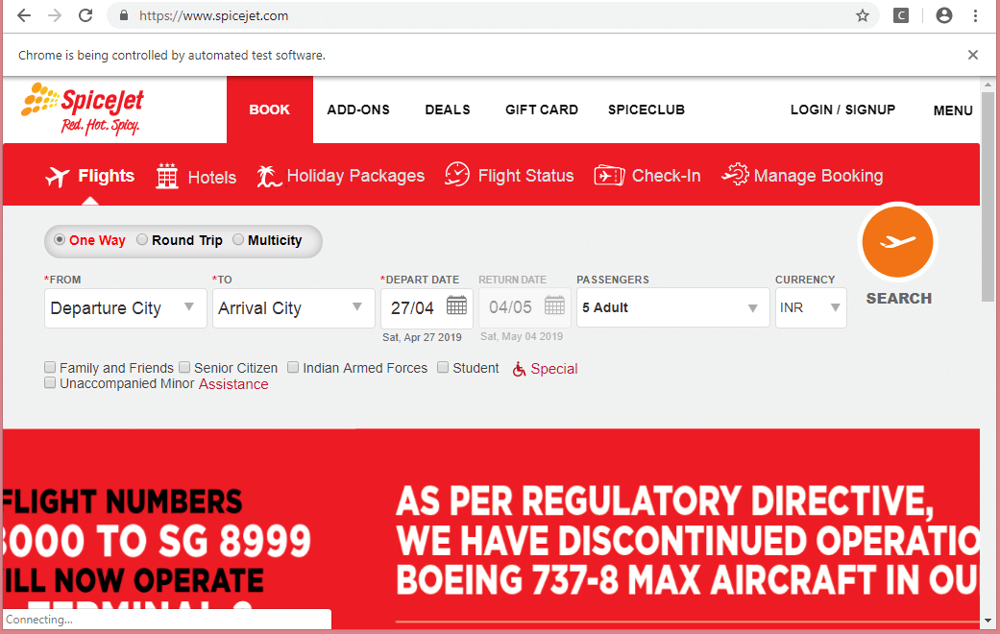 https://www.spicejet.com
C
Chrome is being controlled by automated test software.
SpiceJet
Red. Hot. Spicy.
BOOK ADD-ONS DEALS GIFT CARD SPICECLUB LOGIN / SIGNUP MENU
Flights Hotels Holiday Packages Flight Status Check-In Manage Booking
One Way Round Trip Multicity
*FROM *TO *DEPART DATE RETURN DATE PASSENGERS CURRENCY
Departure City Arrival City 27/04 04/05 5 Adult INR
SEARCH
Sat, Apr 27 2019 Sat, May 04 2019
Family and Friends Senior Citizen Indian Armed Forces Student Special
Unaccompanied Minor Assistance
FLIGHT NUMBERS
8000 TO SG 8999
ILL NOW OPERATE
AS PER REGULATORY DIRECTIVE,
WE HAVE DISCONTINUED OPERATIO
BOEING 737-8 MAX AIRCRAFT IN OU
Connecting...